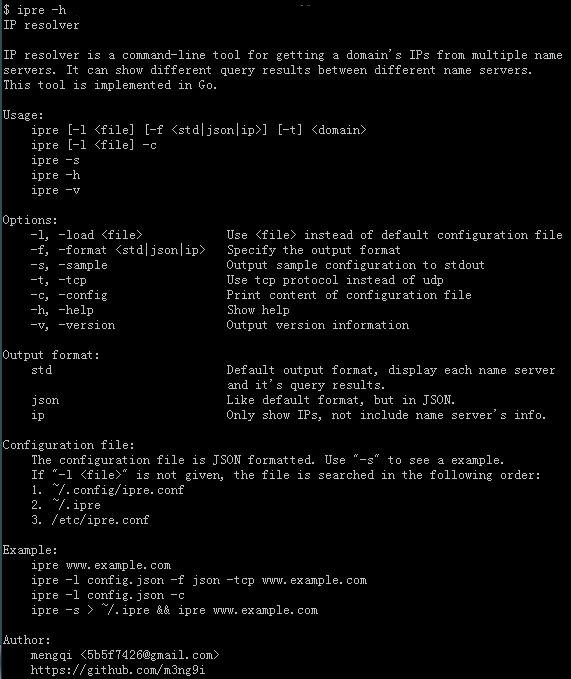 $ ipre -h
IP resolver

IP resolver is a command-line tool for getting a domain's IPs from multiple name
servers. It can show different query results between different name servers.
This tool is implemented in Go.

Usage:
    ipre [-l <file] [-f <std|json|ip>] [-t] <domain>
    ipre [-l <file] -c
    ipre -s
    ipre -h
    ipre -v

Options:
    -l, -load <file>            Use <file> instead of default configuration file
    -f, -format <std|json|ip>   Specify the output format
    -s, -sample                 Output sample configuration to stdout
    -t, -tcp                    Use tcp protocol instead of udp
    -c, -config                 Print content of configuration file
    -h, -help                   Show help
    -v, -version                Output version information

Output format:
    std                         Default output format, display each name server
                                and it's query results.
    json                        Like default format, but in JSON.
    ip                          Only show IPs, not include name server's info.

Configuration file:
    The configuration file is JSON formatted. Use "-s" to see a example.
    If "-l <file>" is not given, the file is searched in the following order:
    1. ~/.config/ipre.conf
    2. ~/.ipre
    3. /etc/ipre.conf

Example:
    ipre www.example.com
    ipre -l config.json -f json -tcp www.example.com
    ipre -l config.json -c
    ipre -s > ~/.ipre && ipre www.example.com

Author:
    mengqi <5b5f7426@gmail.com>
    https://github.com/m3ng9i